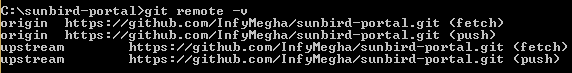 C:\sunbird-portal>git remote -v
origin  https://github.com/InfyMegha/sunbird-portal.git (fetch)
origin  https://github.com/InfyMegha/sunbird-portal.git (push)
upstream        https://github.com/InfyMegha/sunbird-portal.git (fetch)
upstream        https://github.com/InfyMegha/sunbird-portal.git (push)